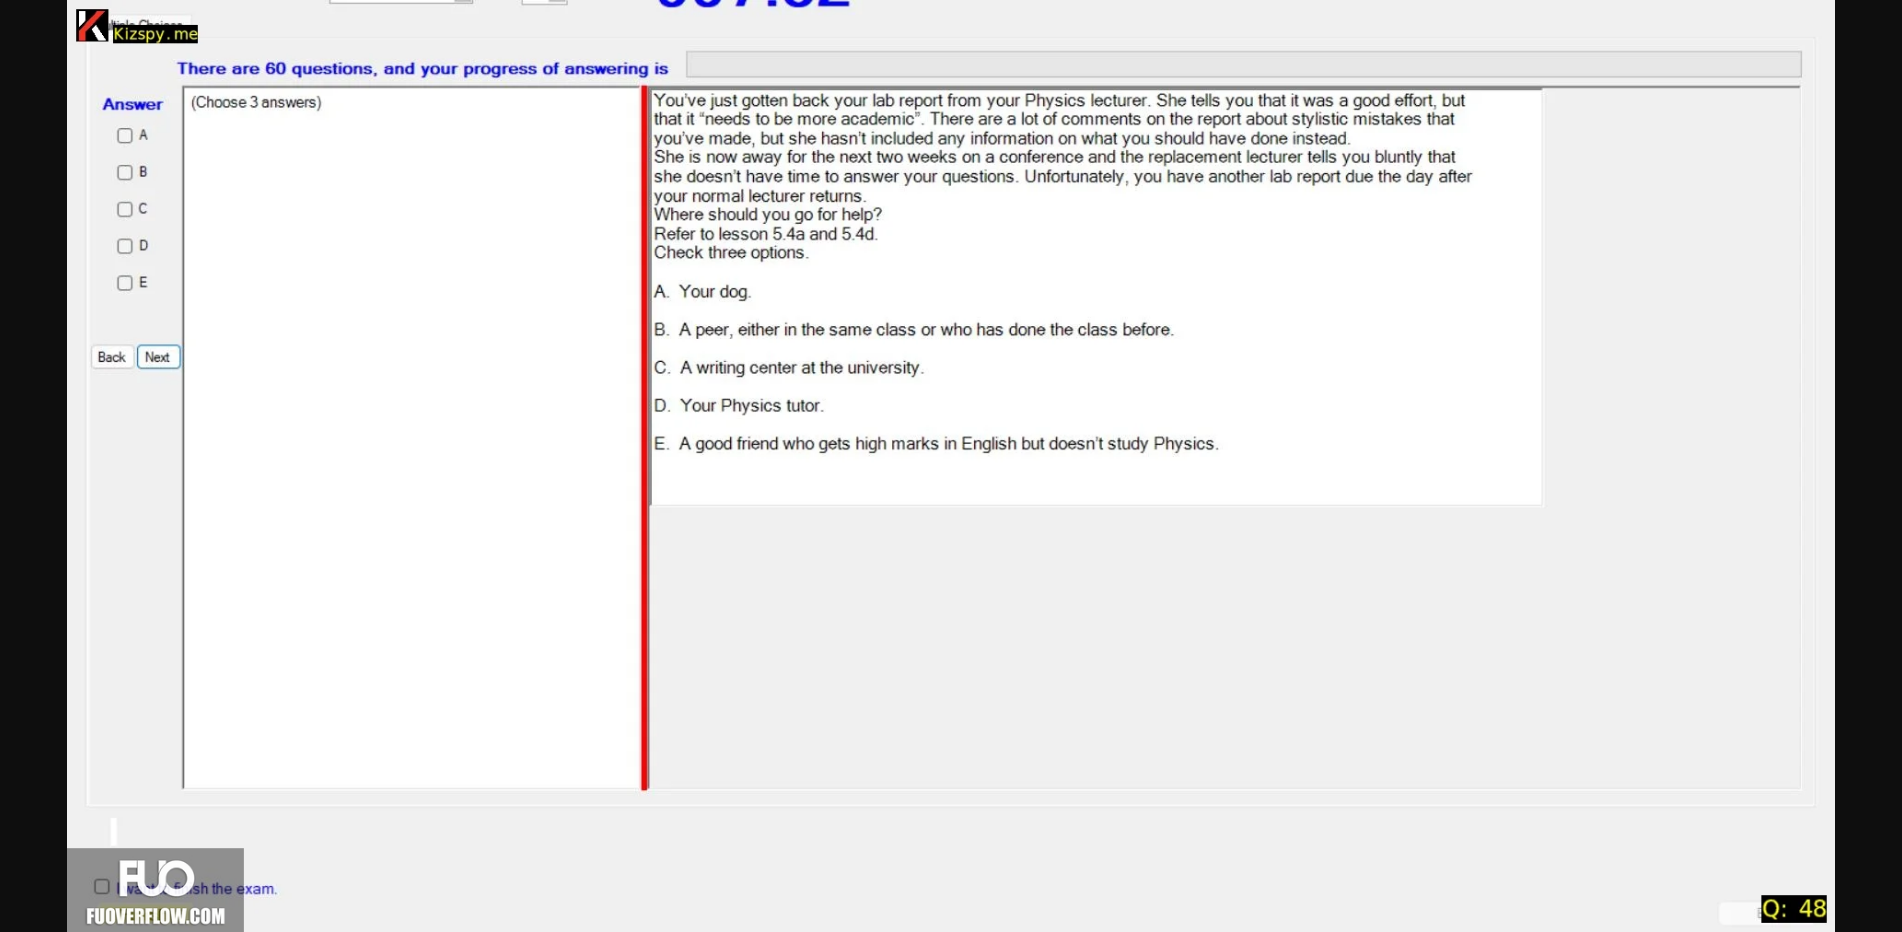 Kizspy.me
There are 60 questions, and your progress of answering is
Answer
(Choose 3 answers)
A
B
C
D
E
Back
Next
You've just gotten back your lab report from your Physics lecturer. She tells you that it was a good effort, but
that it “needs to be more academic”. There are a lot of comments on the report about stylistic mistakes that
you've made, but she hasn't included any information on what you should have done instead.
She is now away for the next two weeks on a conference and the replacement lecturer tells you bluntly that
she doesn't have time to answer your questions. Unfortunately, you have another lab report due the day after
your normal lecturer returns.
Where should you go for help?
Refer to lesson 5.4a and 5.4d.
Check three options.
A. Your dog.
B. A peer, either in the same class or who has done the class before.
C. A writing center at the university.
D. Your Physics tutor.
E. A good friend who gets high marks in English but doesn't study Physics.
FUO
the exam.
FUOVERFLOW.COM
Q: 48